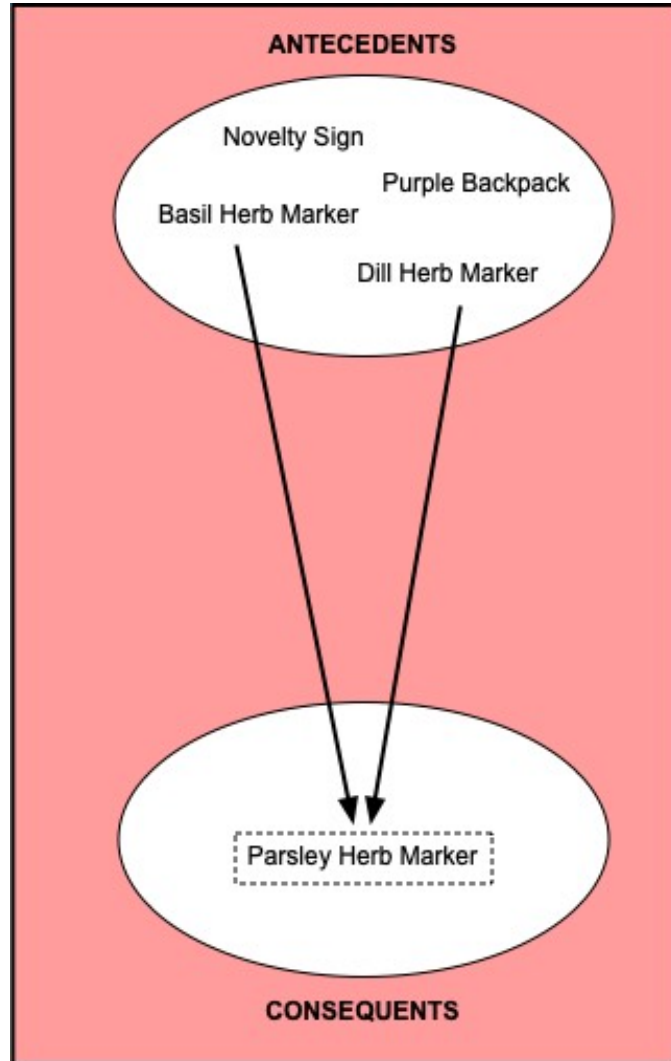 ANTECEDENTS
Novelty Sign
Purple Backpack
Basil Herb Marker
Dill Herb Marker
Parsley Herb Marker
CONSEQUENTS